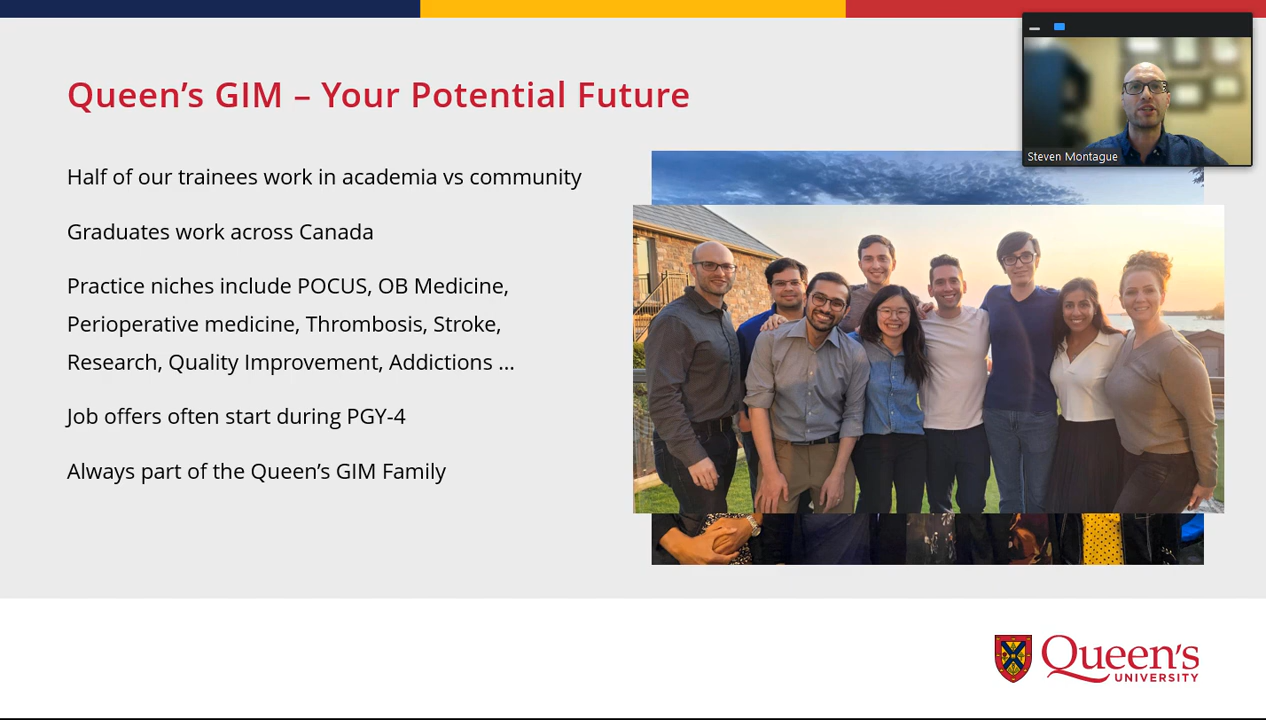 Queen’s GIM – Your Potential Future
Half of our trainees work in academia vs community
Graduates work across Canada
Practice niches include POCUS, OB Medicine,
Perioperative medicine, Thrombosis, Stroke,
Research, Quality Improvement, Addictions ...
Job offers often start during PGY-4
Always part of the Queen’s GIM Family
Steven Montague
Queen’s
UNIVERSITY